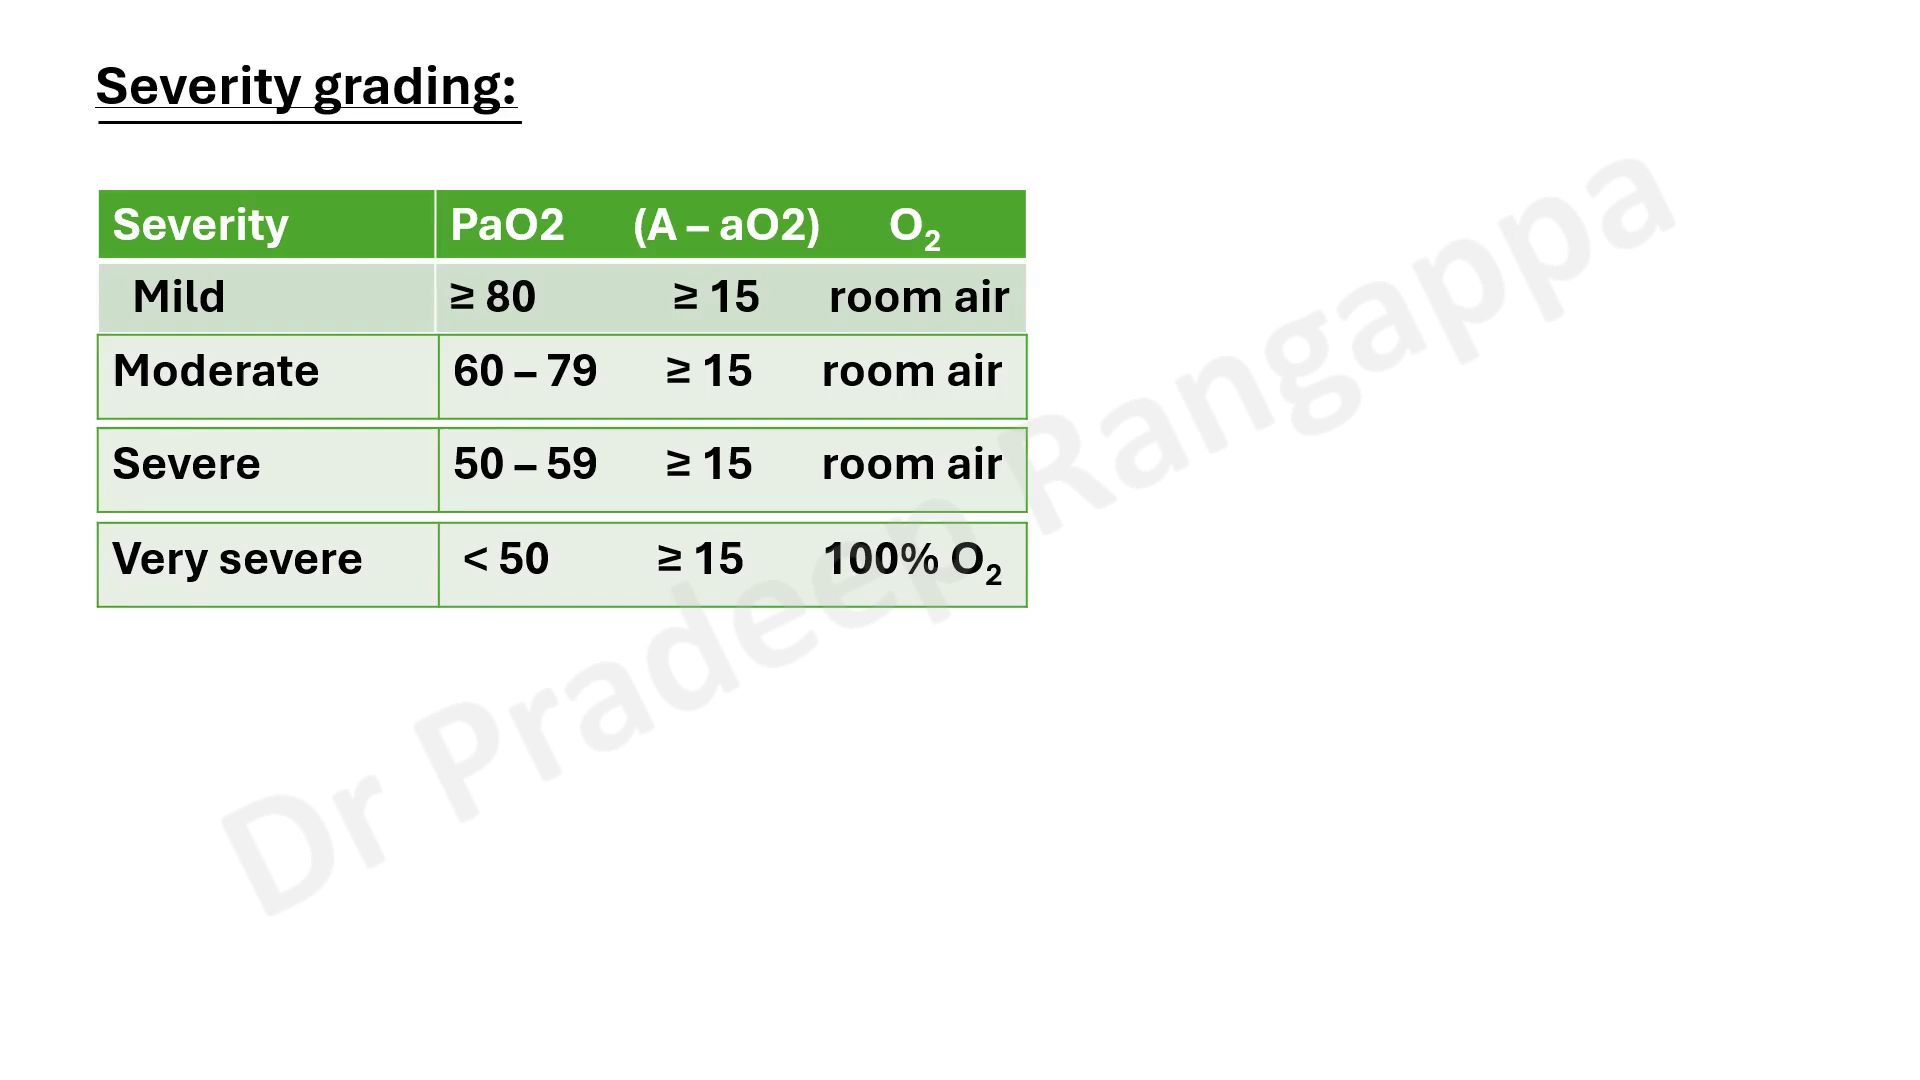 Severity grading:
Severity PaO2 (A – aO2) O₂
Mild ≥ 80 ≥ 15 room air
Moderate 60 – 79 ≥ 15 room air
Severe 50 – 59 ≥ 15 room air
Very severe < 50 ≥ 15 100% O₂
Dr Pradeep Rangappa